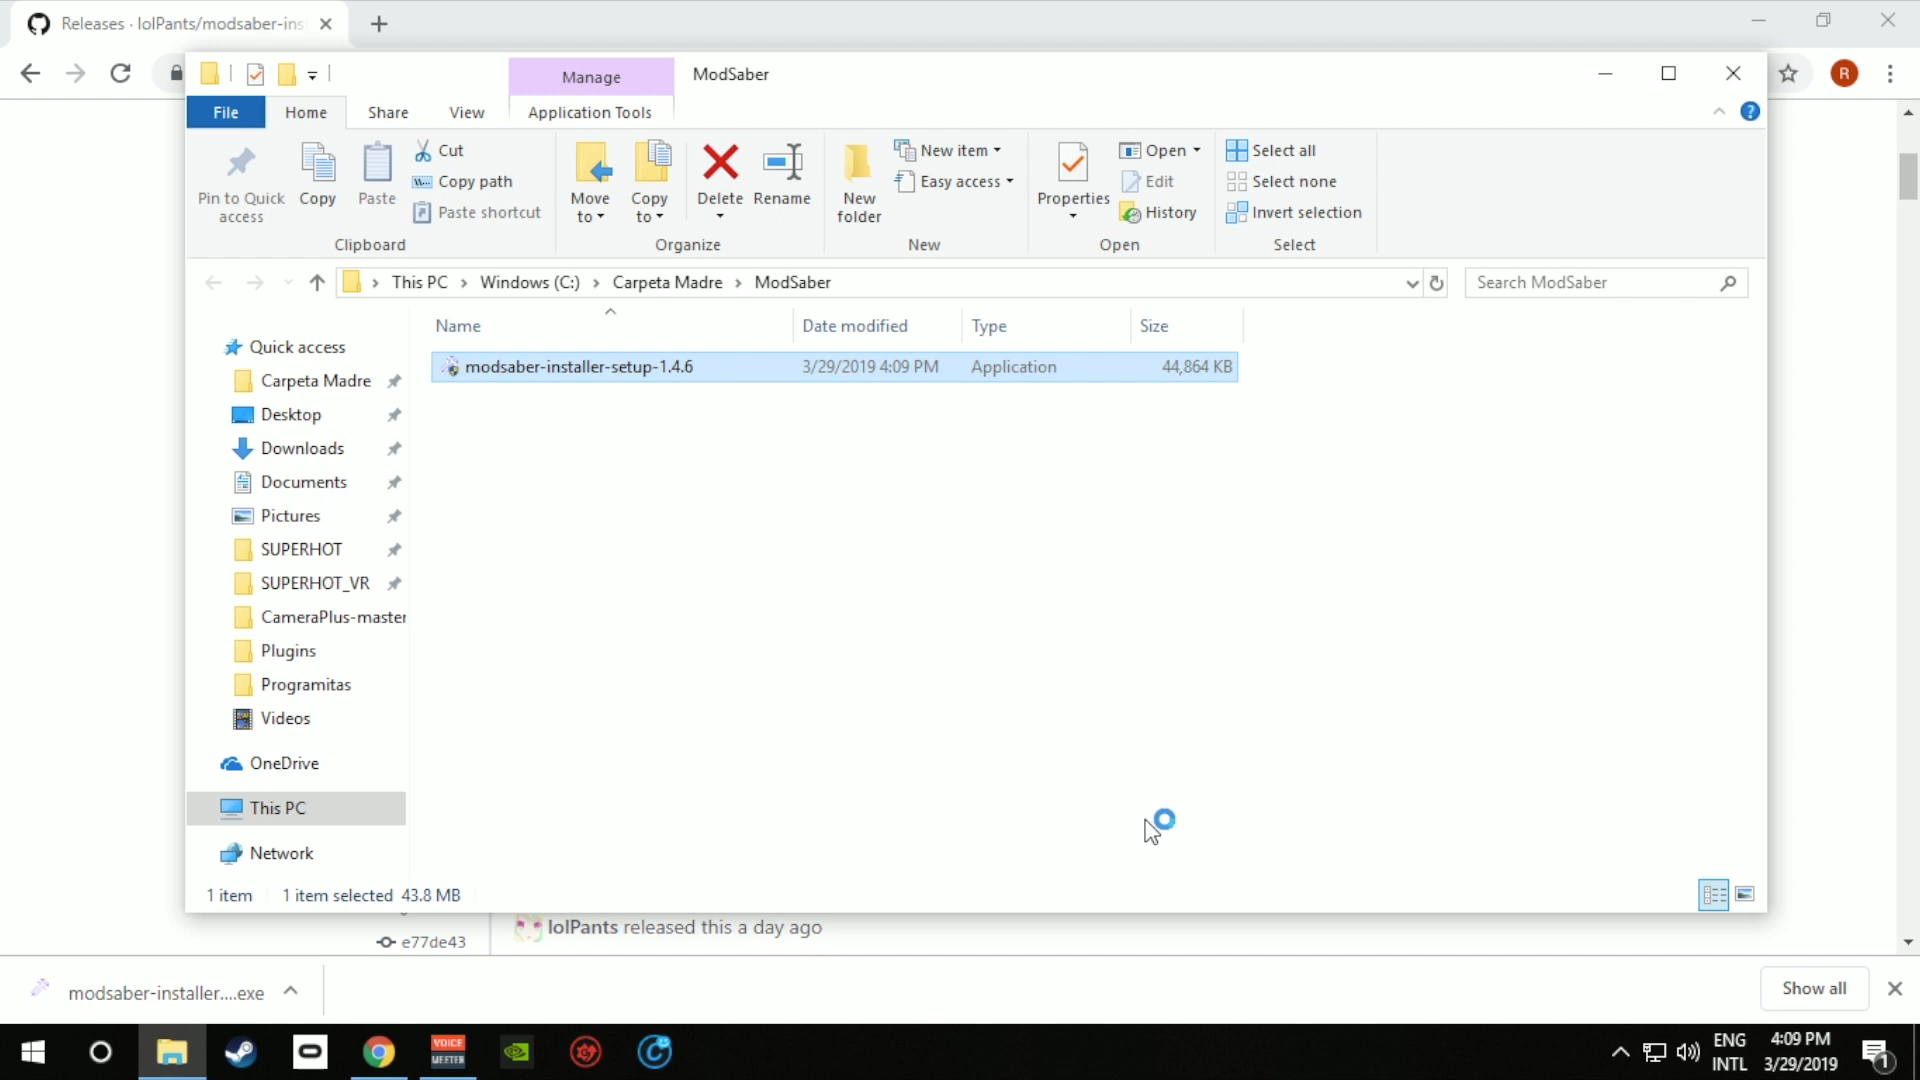 Releases · lolPants/modsaber-ins
Manage
ModSaber
File
Home
Share
View
Application Tools
Pin to Quick
access
Copy
Paste
Cut
Copy path
Paste shortcut
Clipboard
Move
to
Copy
to
Delete
Rename
Organize
New
folder
New item
Easy access
New
Properties
Open
Edit
History
Open
Select all
Select none
Invert selection
Select
This PC > Windows (C:) > Carpeta Madre > ModSaber
Search ModSaber
Name
Date modified
Type
Size
modsaber-installer-setup-1.4.6
3/29/2019 4:09 PM
Application
44,864 KB
Quick access
Carpeta Madre
Desktop
Downloads
Documents
Pictures
SUPERHOT
SUPERHOT_VR
CameraPlus-master
Plugins
Programitas
Videos
OneDrive
This PC
Network
1 item
1 item selected 43.8 MB
e77de43
lolPants released this a day ago
modsaber-installer....exe
Show all
VOICE
MEETER
ENG
INTL
4:09 PM
3/29/2019
1
R
?